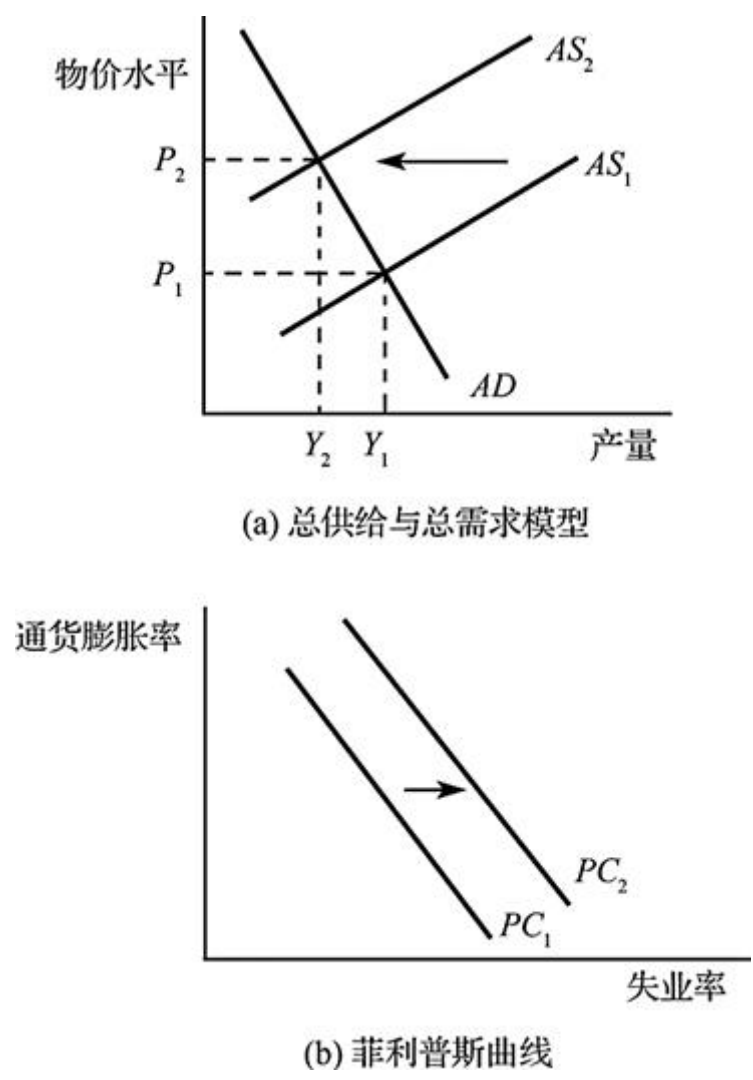 物价水平
AS₂
P₂
AS₁
P₁
AD
Y₂ Y₁
产量
(a) 总供给与总需求模型
通货膨胀率
PC₂
PC₁
失业率
(b) 菲利普斯曲线